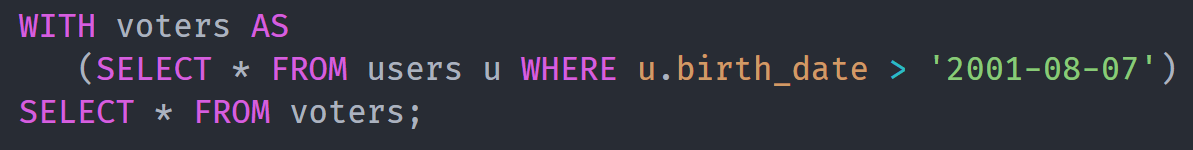 WITH voters AS
(SELECT * FROM users u WHERE u.birth_date > '2001-08-07')
SELECT * FROM voters;